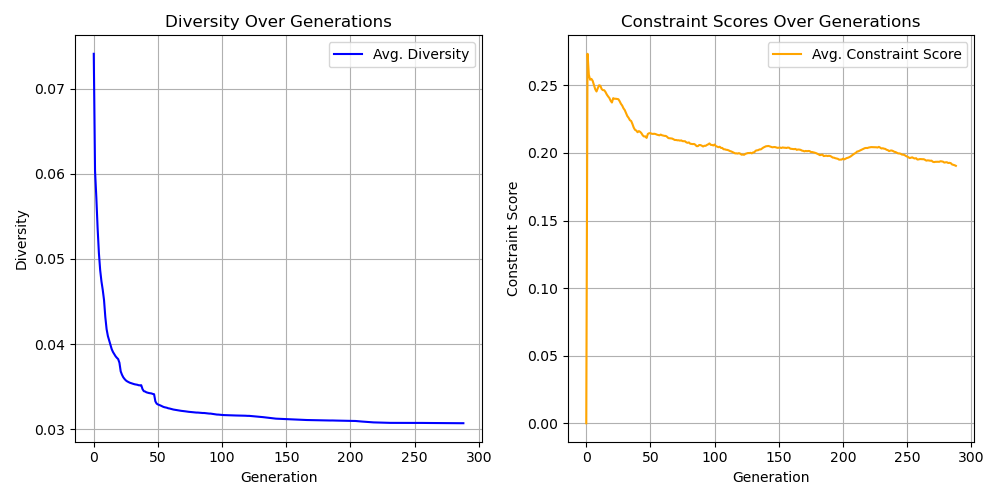 Diversity Over Generations
Avg. Diversity
Diversity
0.07
0.06
0.05
0.04
0.03
0 50 100 150 200 250 300
Generation
Constraint Scores Over Generations
Avg. Constraint Score
Constraint Score
0.25
0.20
0.15
0.10
0.05
0.00
0 50 100 150 200 250 300
Generation